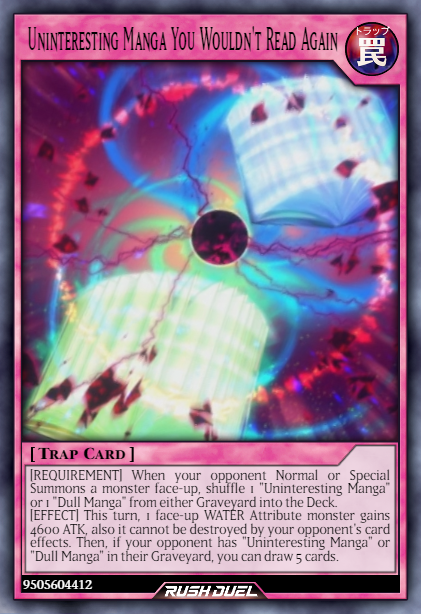 Uninteresting Manga You Wouldn't Read Again
トラップ
罠
[ Trap Card ]
[REQUIREMENT] When your opponent Normal or Special
Summons a monster face-up, shuffle 1 "Uninteresting Manga"
or 1 "Dull Manga" from either Graveyard into the Deck.
[EFFECT] This turn, 1 face-up WATER Attribute monster gains
4600 ATK, also it cannot be destroyed by your opponent's card
effects. Then, if your opponent has "Uninteresting Manga" or
"Dull Manga" in their Graveyard, you can draw 5 cards.
9505604412
RUSH DUEL